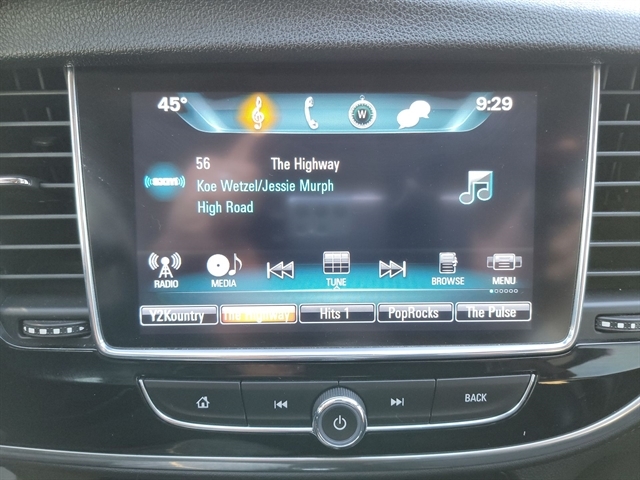 45° W 9:29
56 The Highway
((SXM))
Koe Wetzel/Jessie Murph
High Road
RADIO MEDIA TUNE BROWSE MENU
Y2Kountry The Highway Hits 1 PopRocks The Pulse
BACK